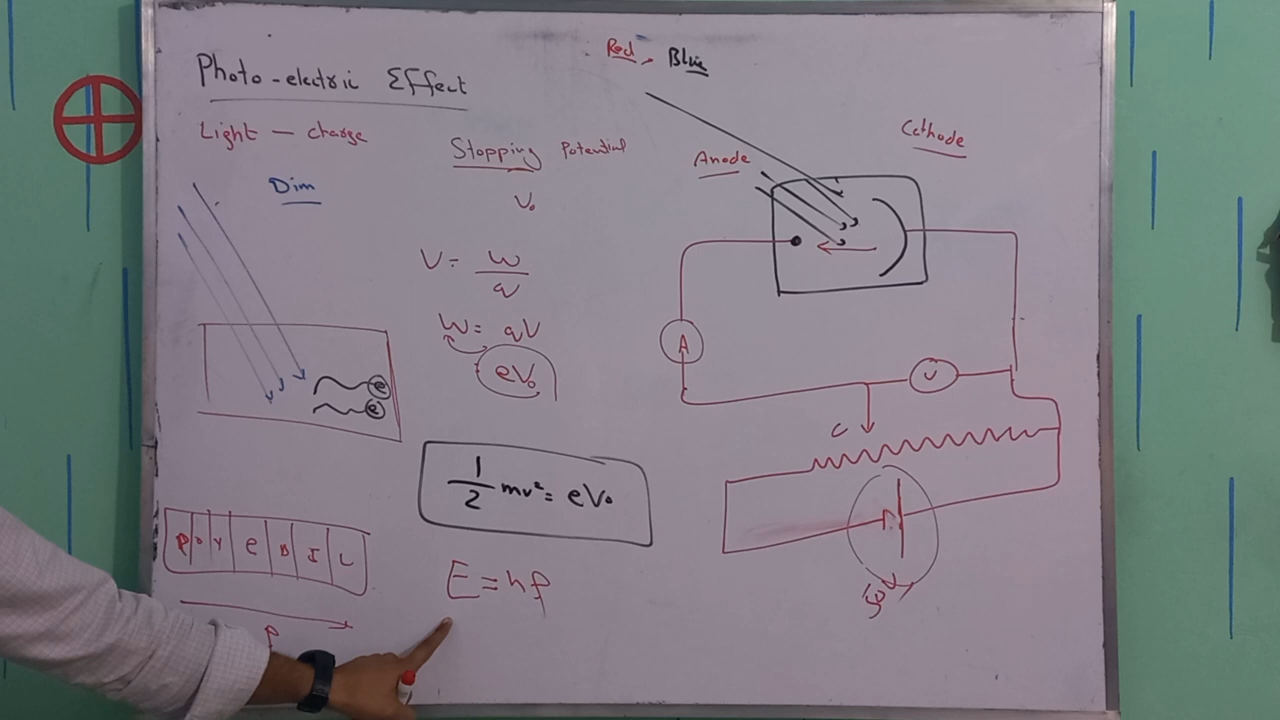 Photo-electric Effect
Light — charge
Dim
e
e
Stopping Potential
V₀
V = W/q
W = qV
eV₀
1/2 mv² = eV₀
E = hf
R O Y G B I V
f
Red, Blue
Anode
Cathode
A
V
C
50V